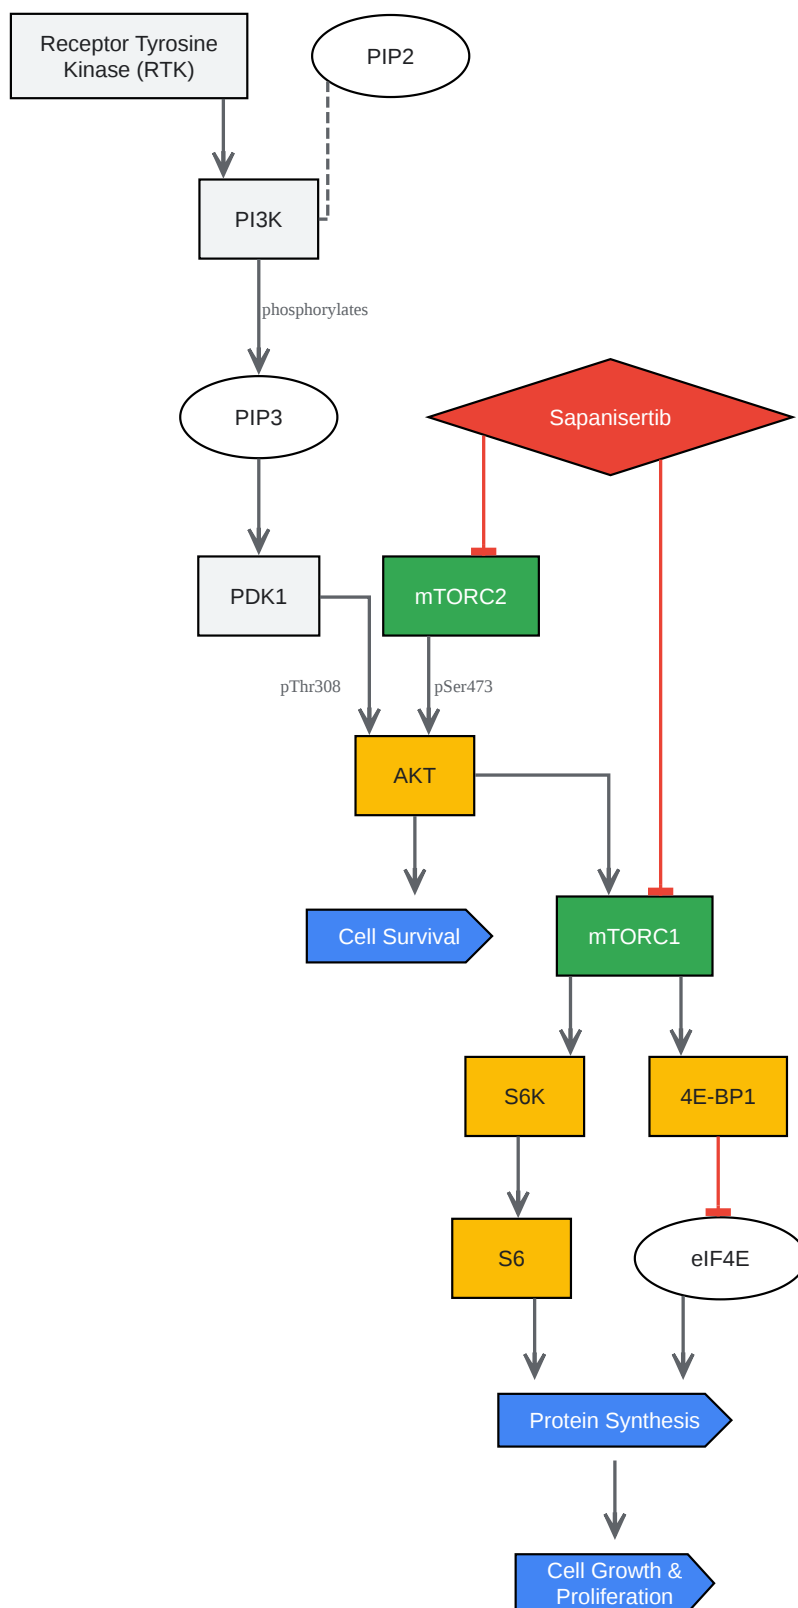 Receptor Tyrosine
Kinase (RTK)
PIP2
PI3K
phosphorylates
PIP3
Sapanisertib
PDK1
mTORC2
pThr308
pSer473
AKT
Cell Survival
mTORC1
S6K
4E-BP1
S6
eIF4E
Protein Synthesis
Cell Growth &
Proliferation